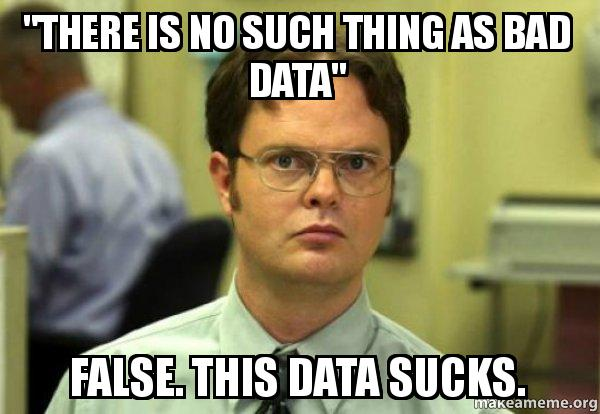 "THERE IS NO SUCH THING AS BAD
DATA"
FALSE. THIS DATA SUCKS.
makeameme.org